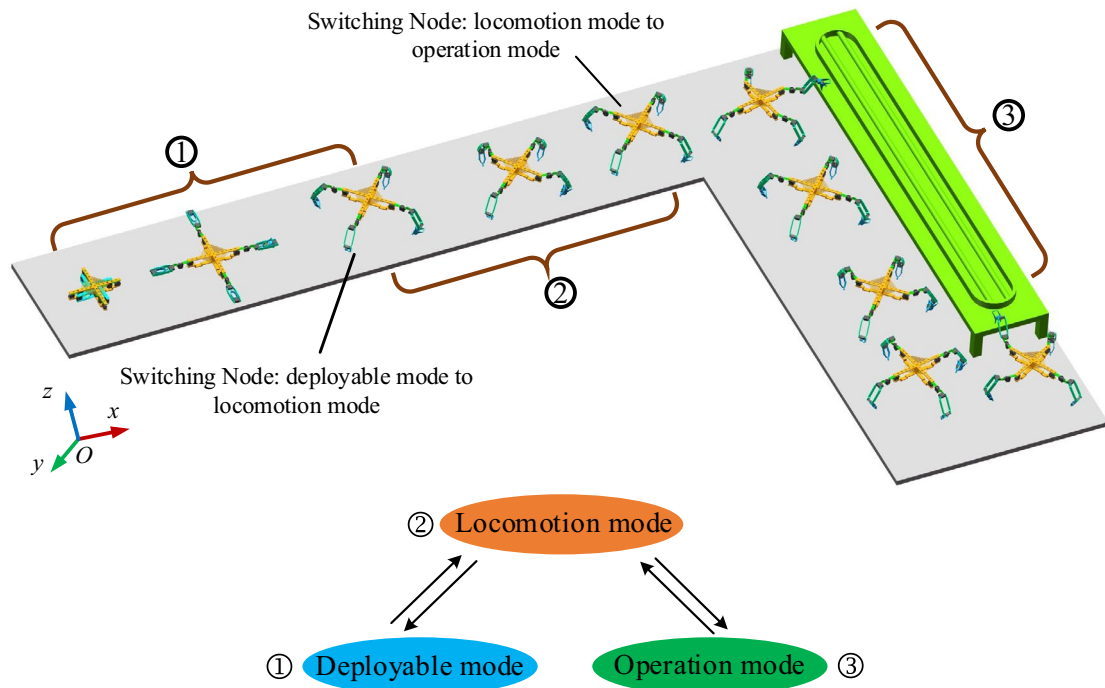 Switching Node: locomotion mode to
operation mode
①
③
②
Switching Node: deployable mode to
locomotion mode
z
x
y
O
② Locomotion mode
① Deployable mode
Operation mode ③